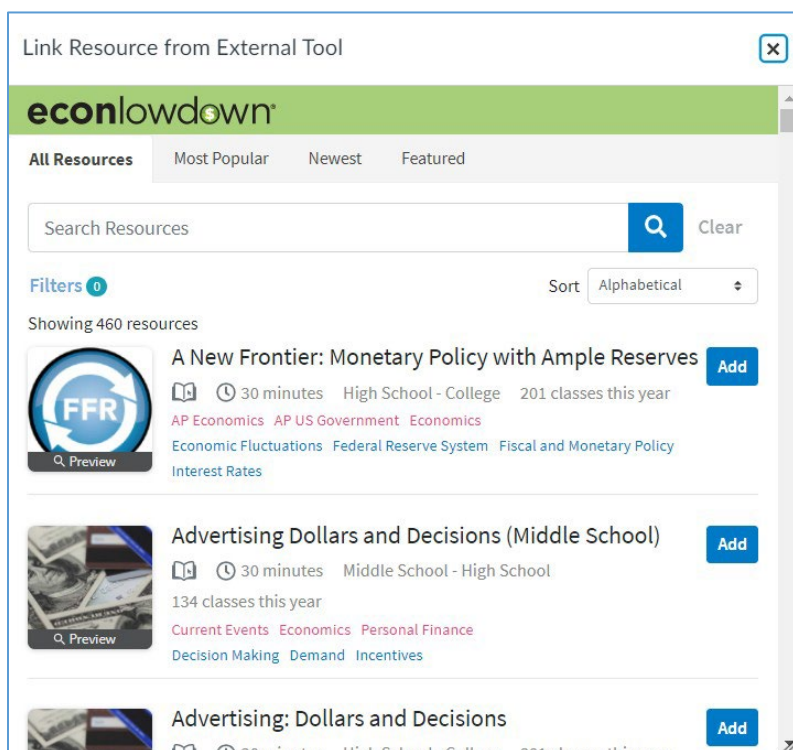 Link Resource from External Tool
econlowdown®
All Resources Most Popular Newest Featured
Search Resources Clear
Filters 0 Sort Alphabetical
Showing 460 resources
A New Frontier: Monetary Policy with Ample Reserves Add
30 minutes High School - College 201 classes this year
AP Economics AP US Government Economics
Economic Fluctuations Federal Reserve System Fiscal and Monetary Policy
Interest Rates
FFR
Preview
Advertising Dollars and Decisions (Middle School) Add
30 minutes Middle School - High School
134 classes this year
Current Events Economics Personal Finance
Decision Making Demand Incentives
Preview
Advertising: Dollars and Decisions Add